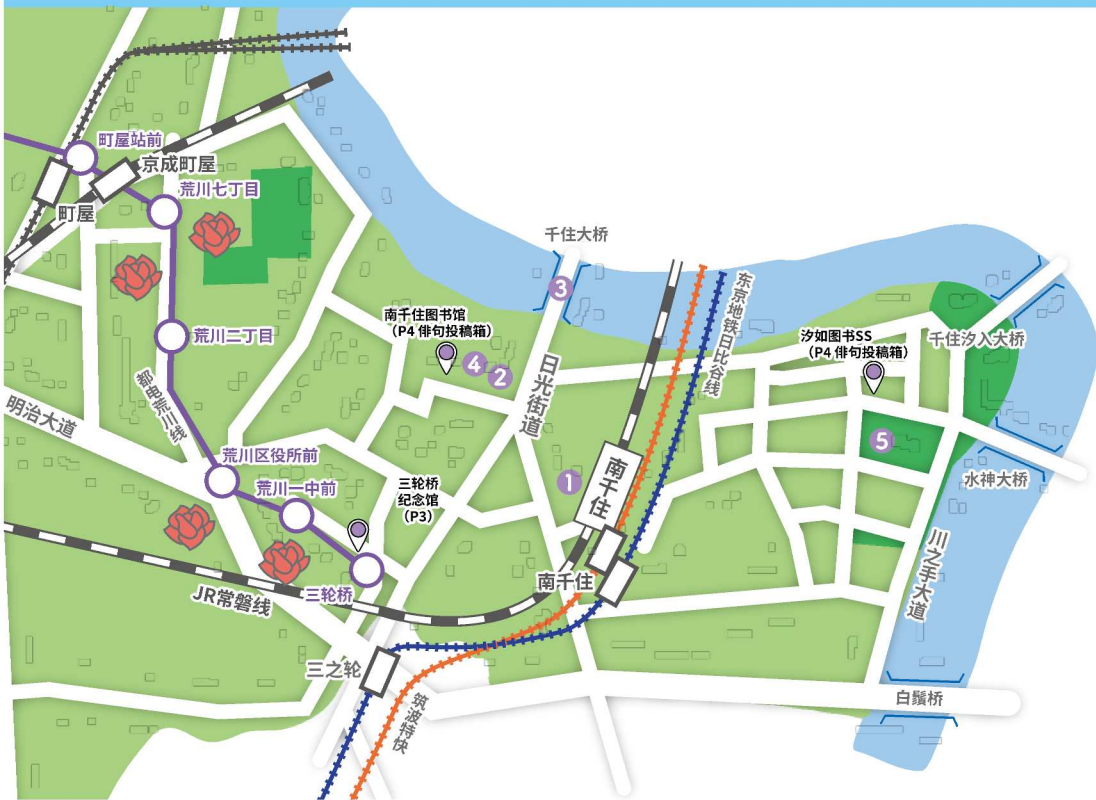 町屋站前
京成町屋
荒川七丁目
町屋
千住大桥
3
东京地铁日比谷线
南千住图书馆
(P4 俳句投稿箱)
4
2
荒川二丁目
汐如图书SS
(P4 俳句投稿箱)
千住汐入大桥
日光街道
都电荒川线
明治大道
5
荒川区役所前
南千住
三轮桥
纪念馆
(P3)
1
水神大桥
荒川一中前
川之手大道
南千住
三轮桥
JR常磐线
三之轮
白鬚桥
筑波特快